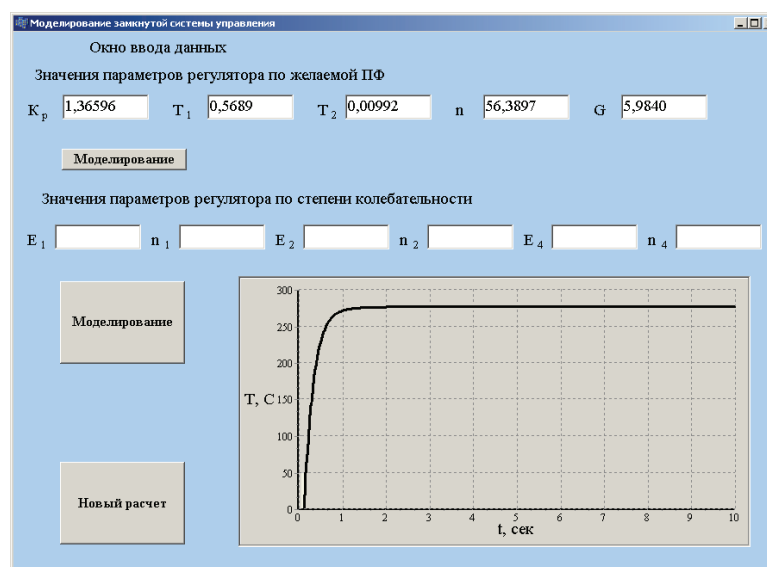 Моделирование замкнутой системы управления
Окно ввода данных
Значения параметров регулятора по желаемой ПФ
К р 1,36596 Т 1 0,5689 Т 2 0,00992 n 56,3897 G 5,9840
Моделирование
Значения параметров регулятора по степени колебательности
Е 1 n 1 Е 2 n 2 Е 4 n 4
Моделирование
300
250
200
Т, С 150
100
50
0
0 1 2 3 4 5 6 7 8 9 10
t, сек
Новый расчет